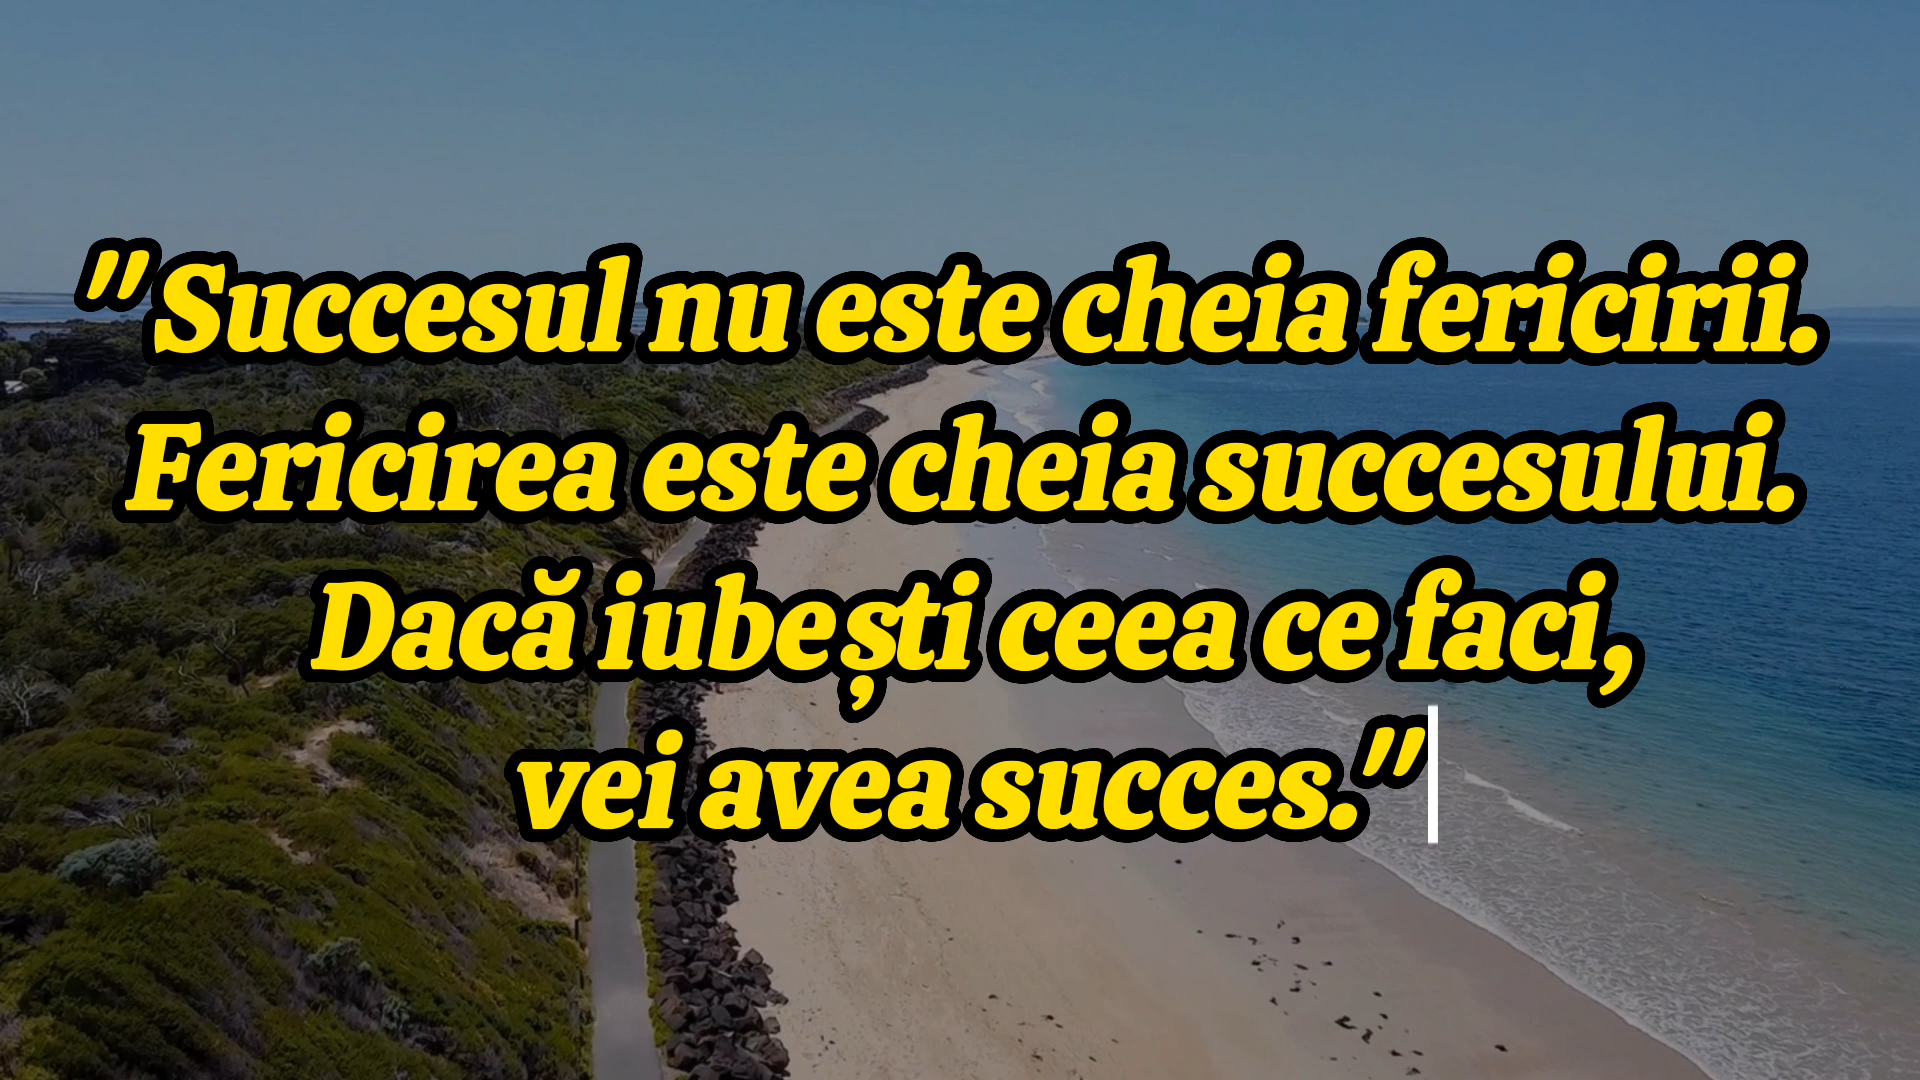 "Succesul nu este cheia fericirii.
Fericirea este cheia succesului.
Dacă iubești ceea ce faci,
vei avea succes."